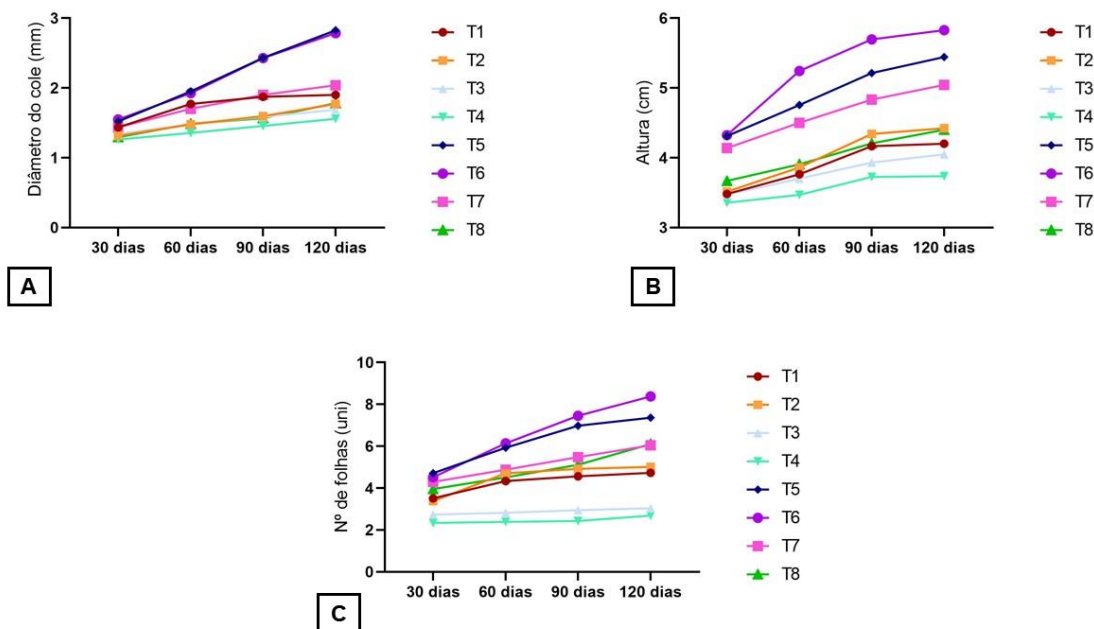 Diâmetro do cole (mm)
3
2
1
0
30 dias 60 dias 90 dias 120 dias
T1
T2
T3
T4
T5
T6
T7
T8
A
Altura (cm)
6
5
4
3
30 dias 60 dias 90 dias 120 dias
T1
T2
T3
T4
T5
T6
T7
T8
B
Nº de folhas (uni)
10
8
6
4
2
0
30 dias 60 dias 90 dias 120 dias
T1
T2
T3
T4
T5
T6
T7
T8
C